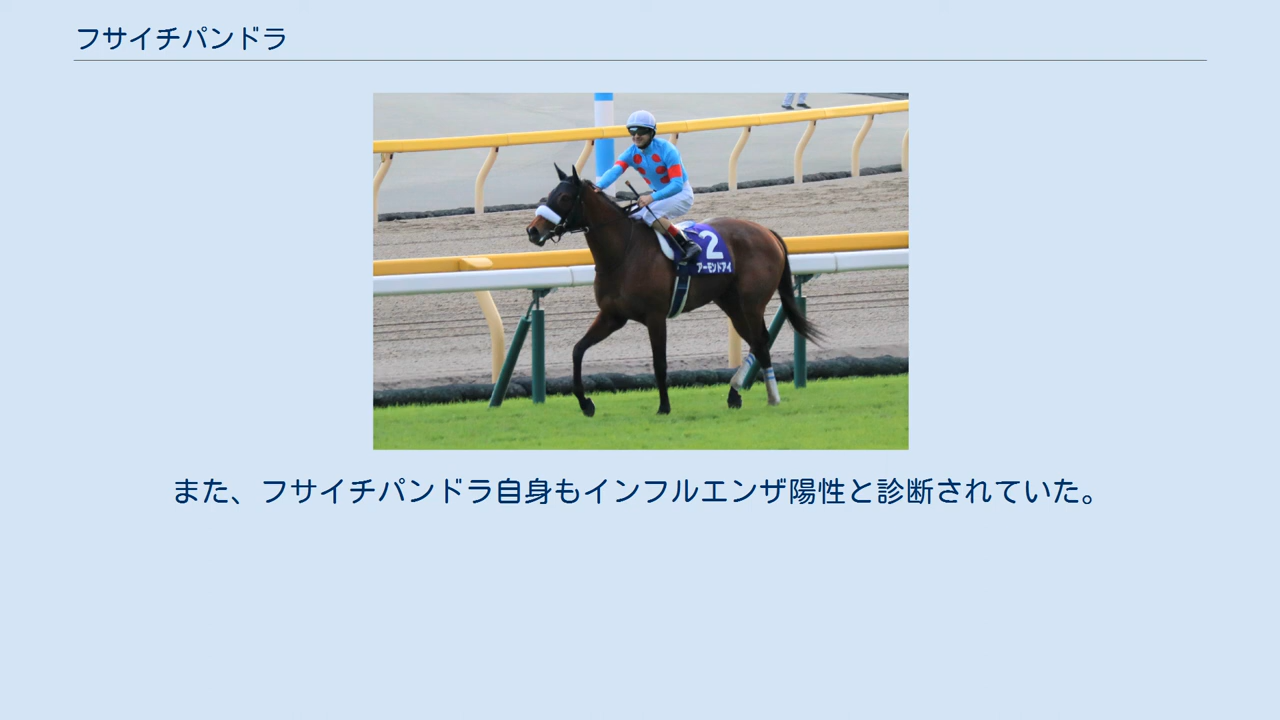 フサイチパンドラ
2
アーモンドアイ
また、フサイチパンドラ自身もインフルエンザ陽性と診断されていた。